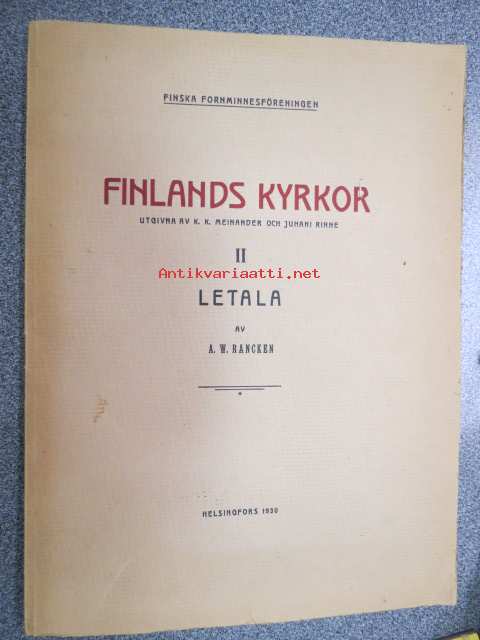 FINSKA FORNMINNESFÖRENINGEN
FINLANDS KYRKOR
UTGIVNA AV K. K. MEINANDER OCH JUHANI RINNE
II
Antikvariaatti.net
LETALA
AV
A. W. RANCKEN
HELSINGFORS 1930